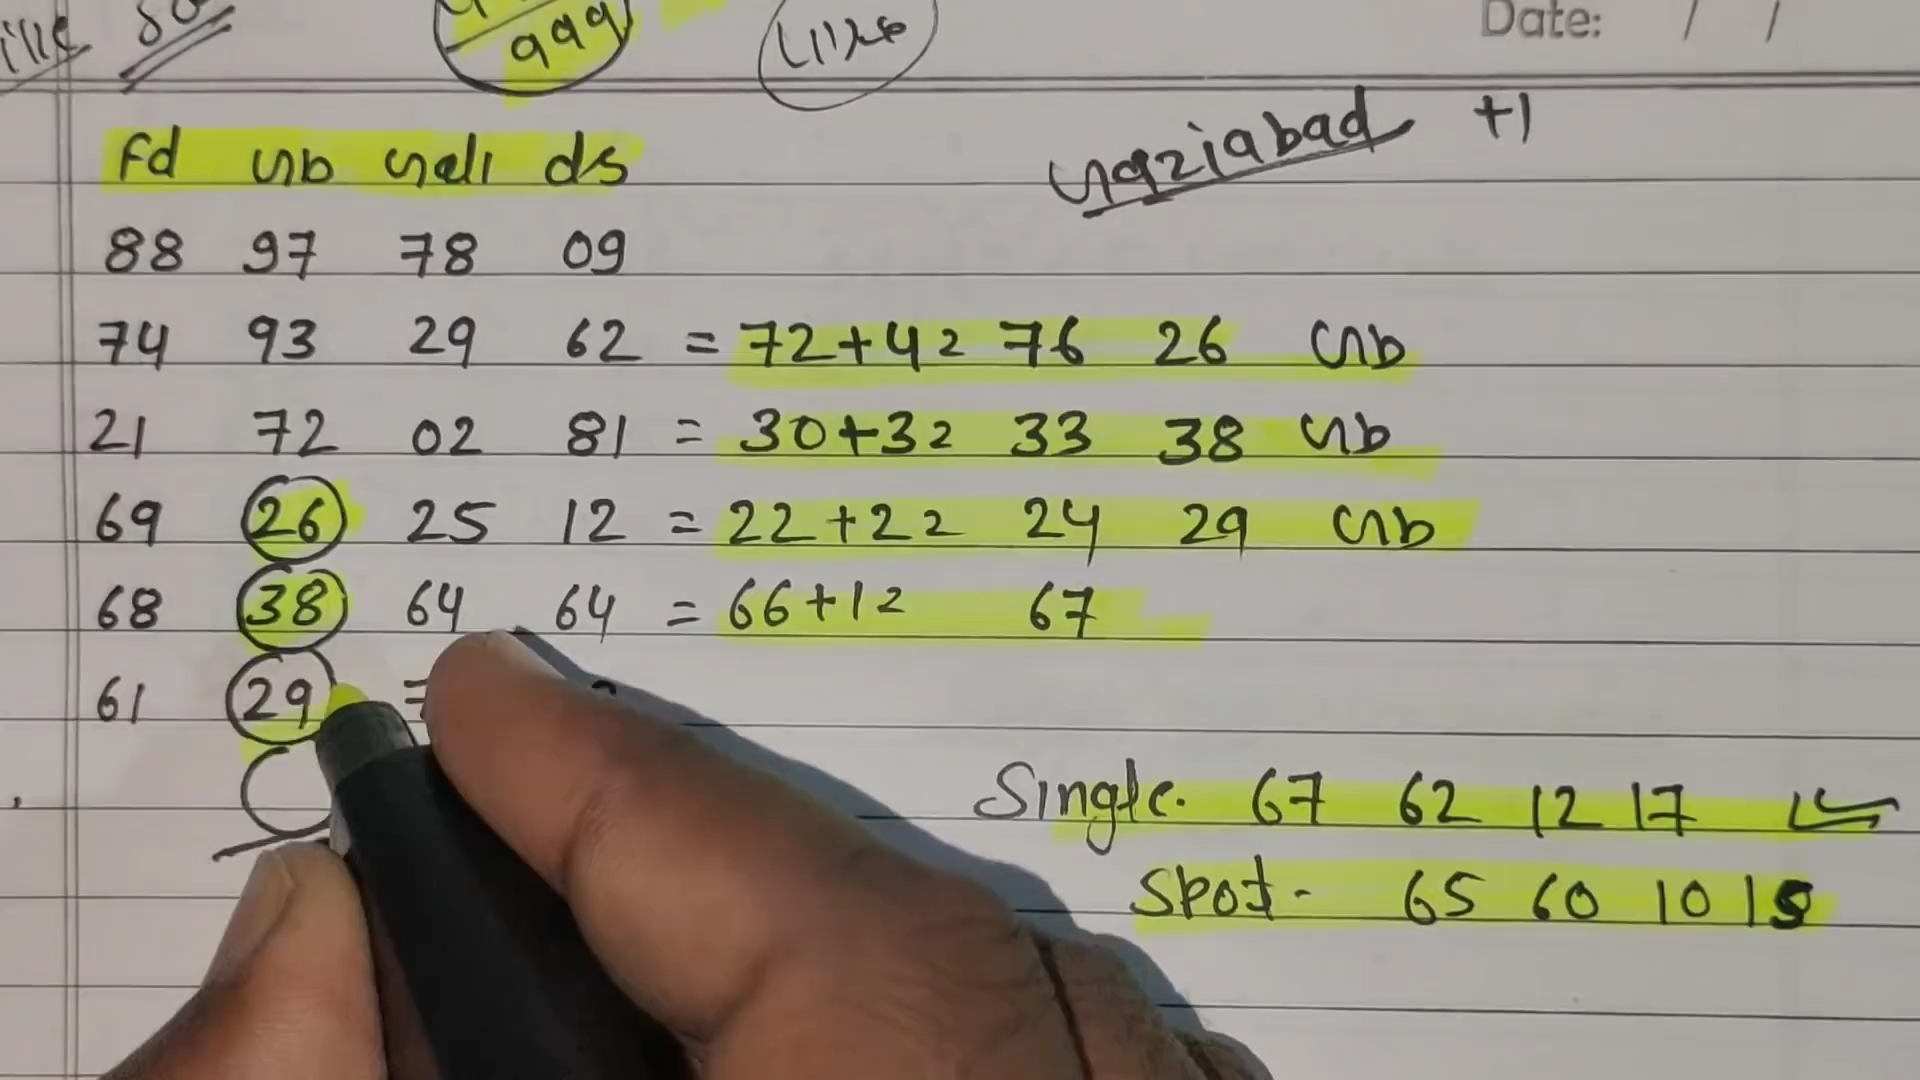 999 Like Date: / /
Gaziabad +1
Fd Gb Gali ds
88 97 78 09
74 93 29 62 = 72+42 76 26 Gb
21 72 02 81 = 30+32 33 38 Gb
69 26 25 12 = 22+22 24 29 Gb
68 38 64 64 = 66+12 67
61 29
Single. 67 62 12 17
Spot- 65 60 10 15